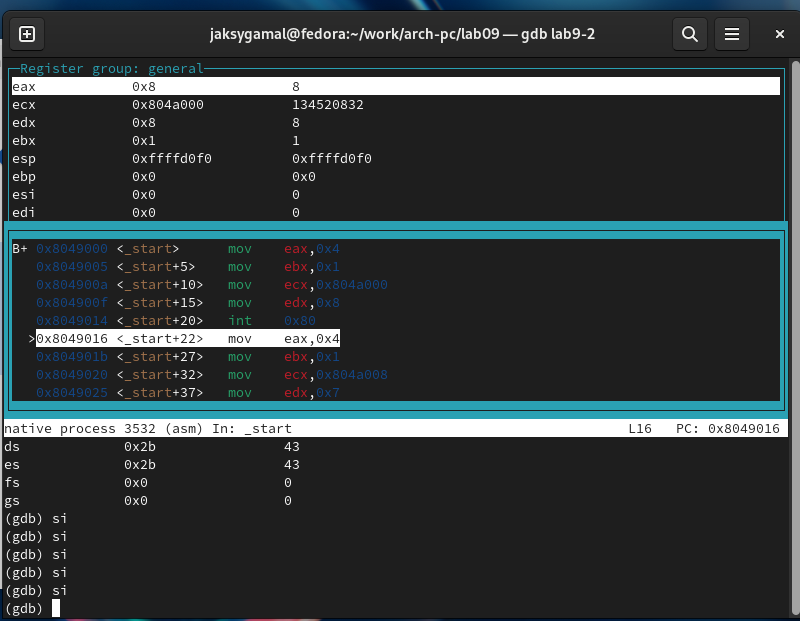 jaksygamal@fedora:~/work/arch-pc/lab09 — gdb lab9-2
Register group: general
eax 0x8 8
ecx 0x804a000 134520832
edx 0x8 8
ebx 0x1 1
esp 0xffffd0f0 0xffffd0f0
ebp 0x0 0x0
esi 0x0 0
edi 0x0 0
B+ 0x8049000 <_start> mov eax,0x4
0x8049005 <_start+5> mov ebx,0x1
0x804900a <_start+10> mov ecx,0x804a000
0x804900f <_start+15> mov edx,0x8
0x8049014 <_start+20> int 0x80
>0x8049016 <_start+22> mov eax,0x4
0x804901b <_start+27> mov ebx,0x1
0x8049020 <_start+32> mov ecx,0x804a008
0x8049025 <_start+37> mov edx,0x7
native process 3532 (asm) In: _start L16 PC: 0x8049016
ds 0x2b 43
es 0x2b 43
fs 0x0 0
gs 0x0 0
(gdb) si
(gdb) si
(gdb) si
(gdb) si
(gdb) si
(gdb)